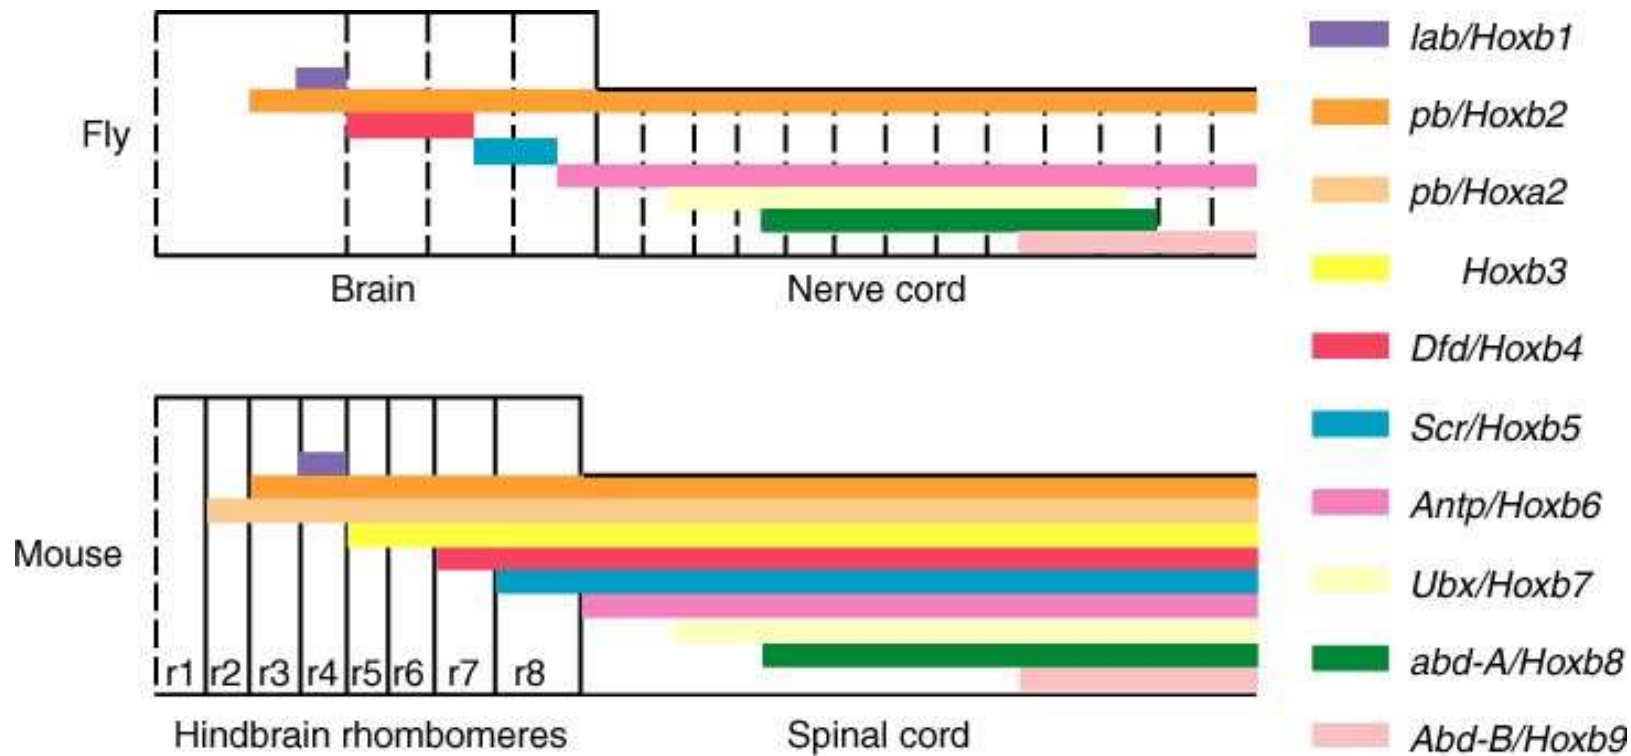 Fly
Brain
Nerve cord
Mouse
r1 r2 r3 r4 r5 r6 r7 r8
Hindbrain rhombomeres
Spinal cord
lab/Hoxb1
pb/Hoxb2
pb/Hoxa2
Hoxb3
Dfd/Hoxb4
Scr/Hoxb5
Antp/Hoxb6
Ubx/Hoxb7
abd-A/Hoxb8
Abd-B/Hoxb9